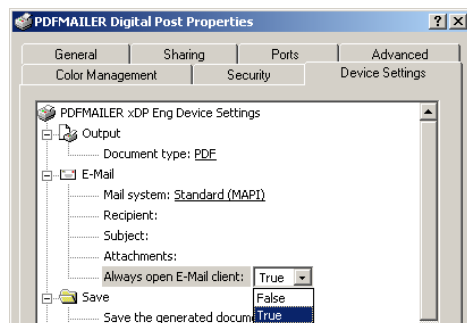 PDFMAILER Digital Post Properties
General Sharing Ports Advanced
Color Management Security Device Settings
PDFMAILER xDP Eng Device Settings
Output
Document type: PDF
E-Mail
Mail system: Standard (MAPI)
Recipient:
Subject:
Attachments:
Always open E-Mail client: True
False
Save True
Save the generated docum